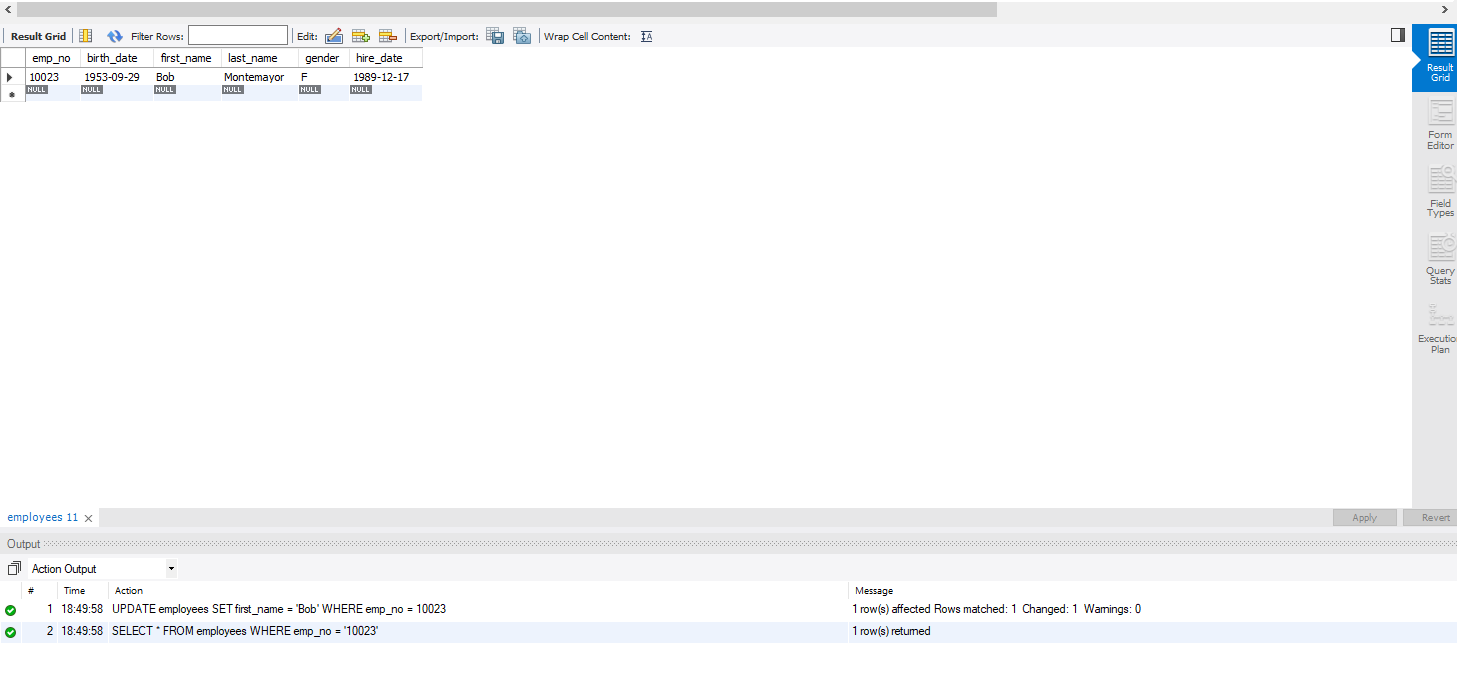 Result Grid Filter Rows: Edit: Export/Import: Wrap Cell Content:
emp_no birth_date first_name last_name gender hire_date
10023 1953-09-29 Bob Montemayor F 1989-12-17
NULL NULL NULL NULL NULL NULL
Result
Grid
Form
Editor
Field
Types
Query
Stats
Executio
Plan
employees 11 Apply Revert
Output
Action Output
# Time Action Message
1 18:49:58 UPDATE employees SET first_name = 'Bob' WHERE emp_no = 10023 1 row(s) affected Rows matched: 1 Changed: 1 Warnings: 0
2 18:49:58 SELECT * FROM employees WHERE emp_no = '10023' 1 row(s) returned